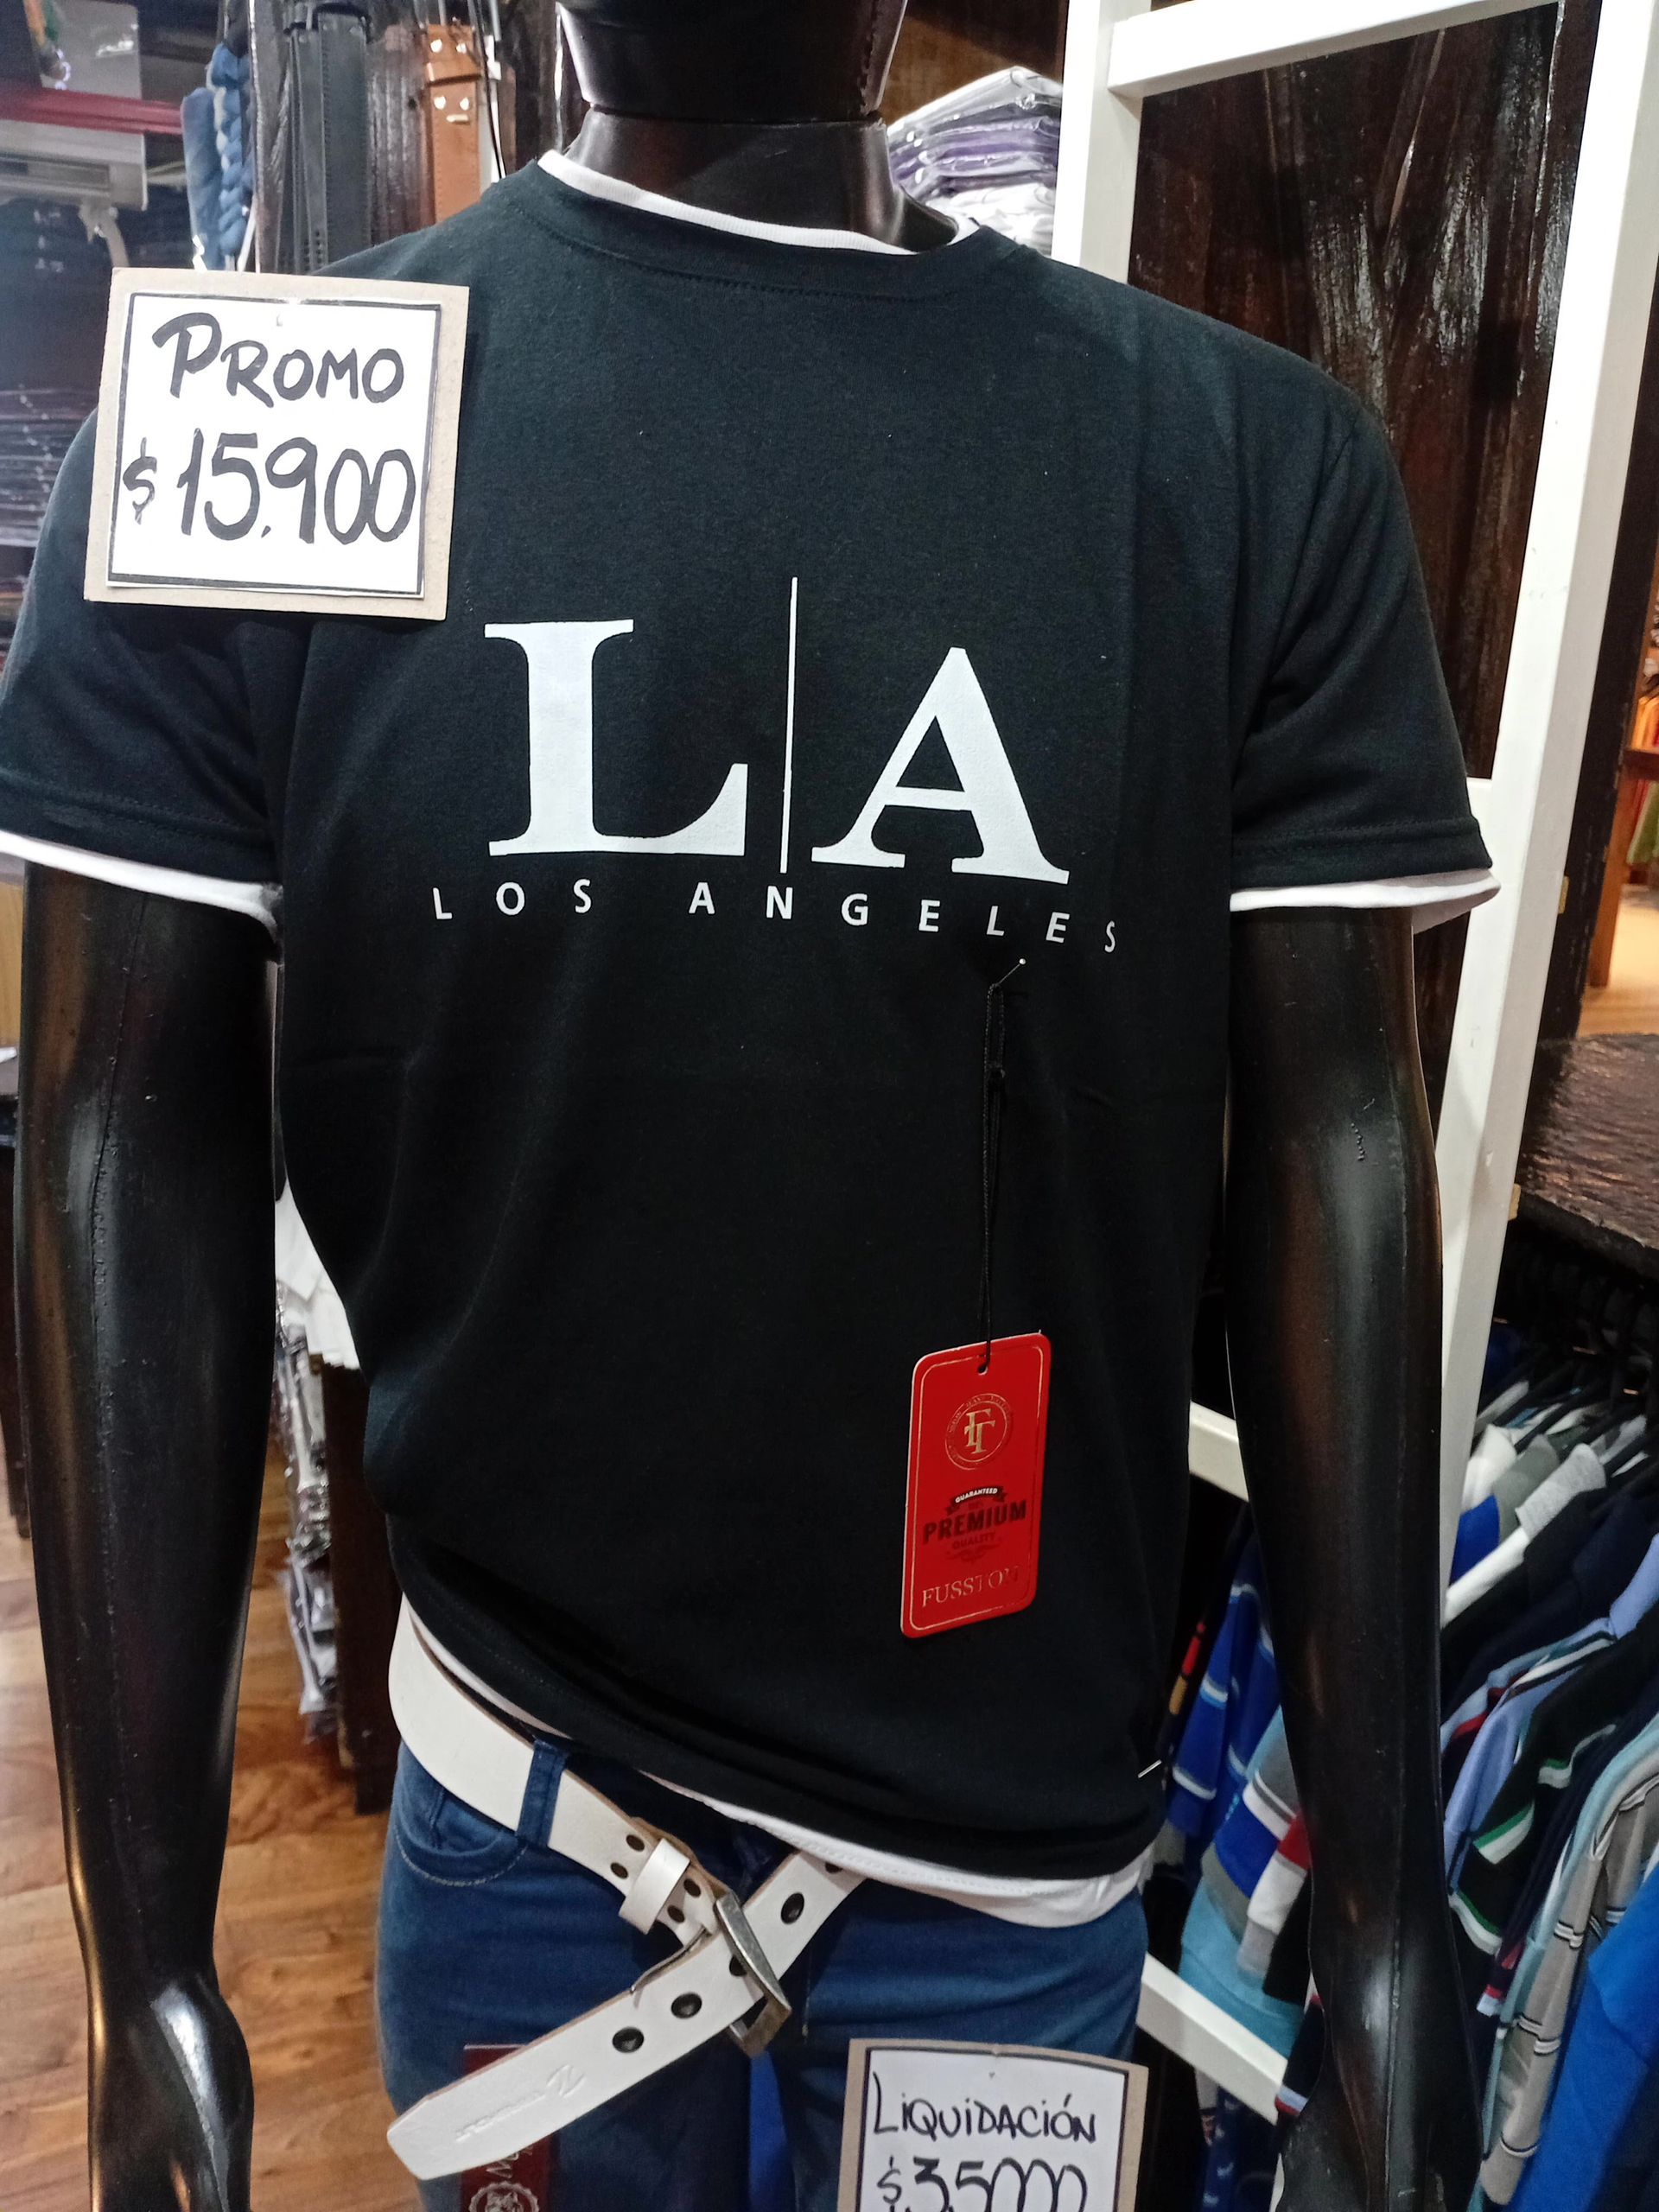 PROMO
$ 15.900
L|A
LOS ANGELES
FT
GUARANTEED
PREMIUM
QUALITY
LIQUIDACIÓN
$ 35000